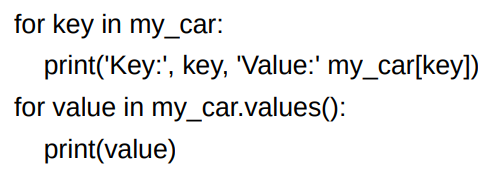 for key in my_car:
print('Key:', key, 'Value:' my_car[key])
for value in my_car.values():
print(value)